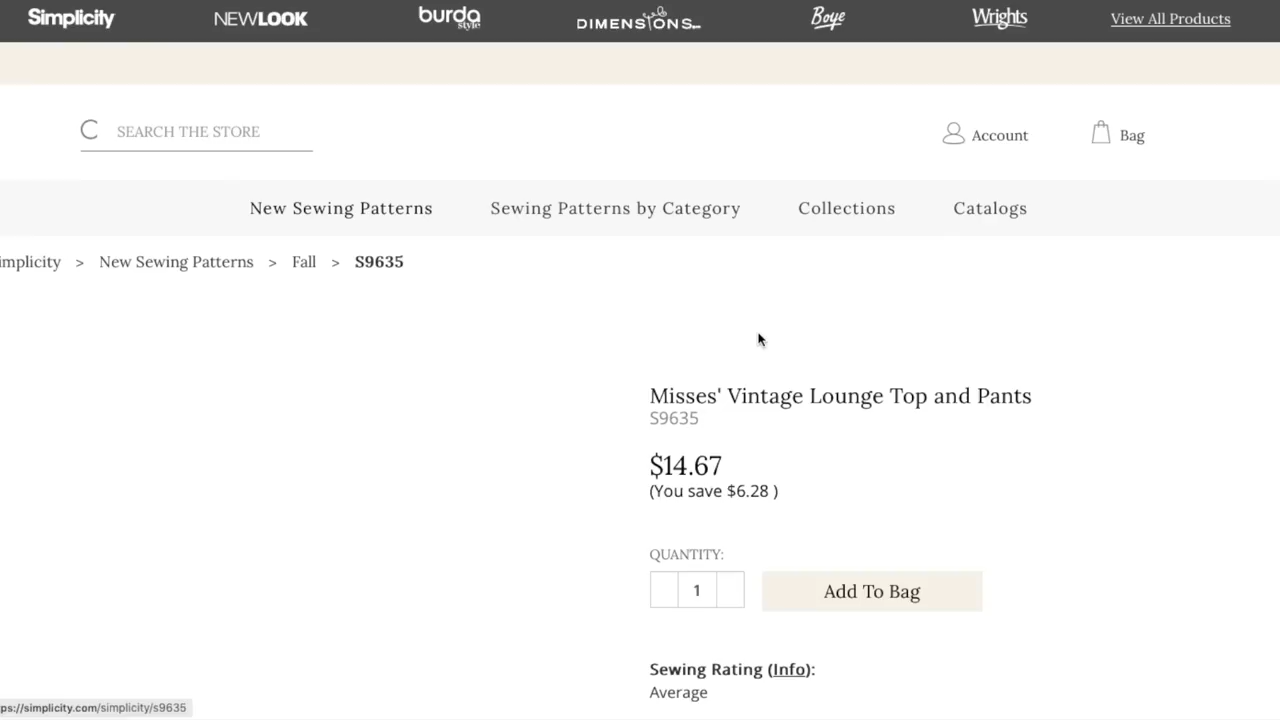 Simplicity NEWLOOK burda style DIMENSIONS Boye Wrights View All Products
SEARCH THE STORE Account Bag
New Sewing Patterns Sewing Patterns by Category Collections Catalogs
implicity > New Sewing Patterns > Fall > S9635
Misses' Vintage Lounge Top and Pants
S9635
$14.67
(You save $6.28 )
QUANTITY:
1 Add To Bag
Sewing Rating (Info):
Average
ps://simplicity.com/simplicity/s9635